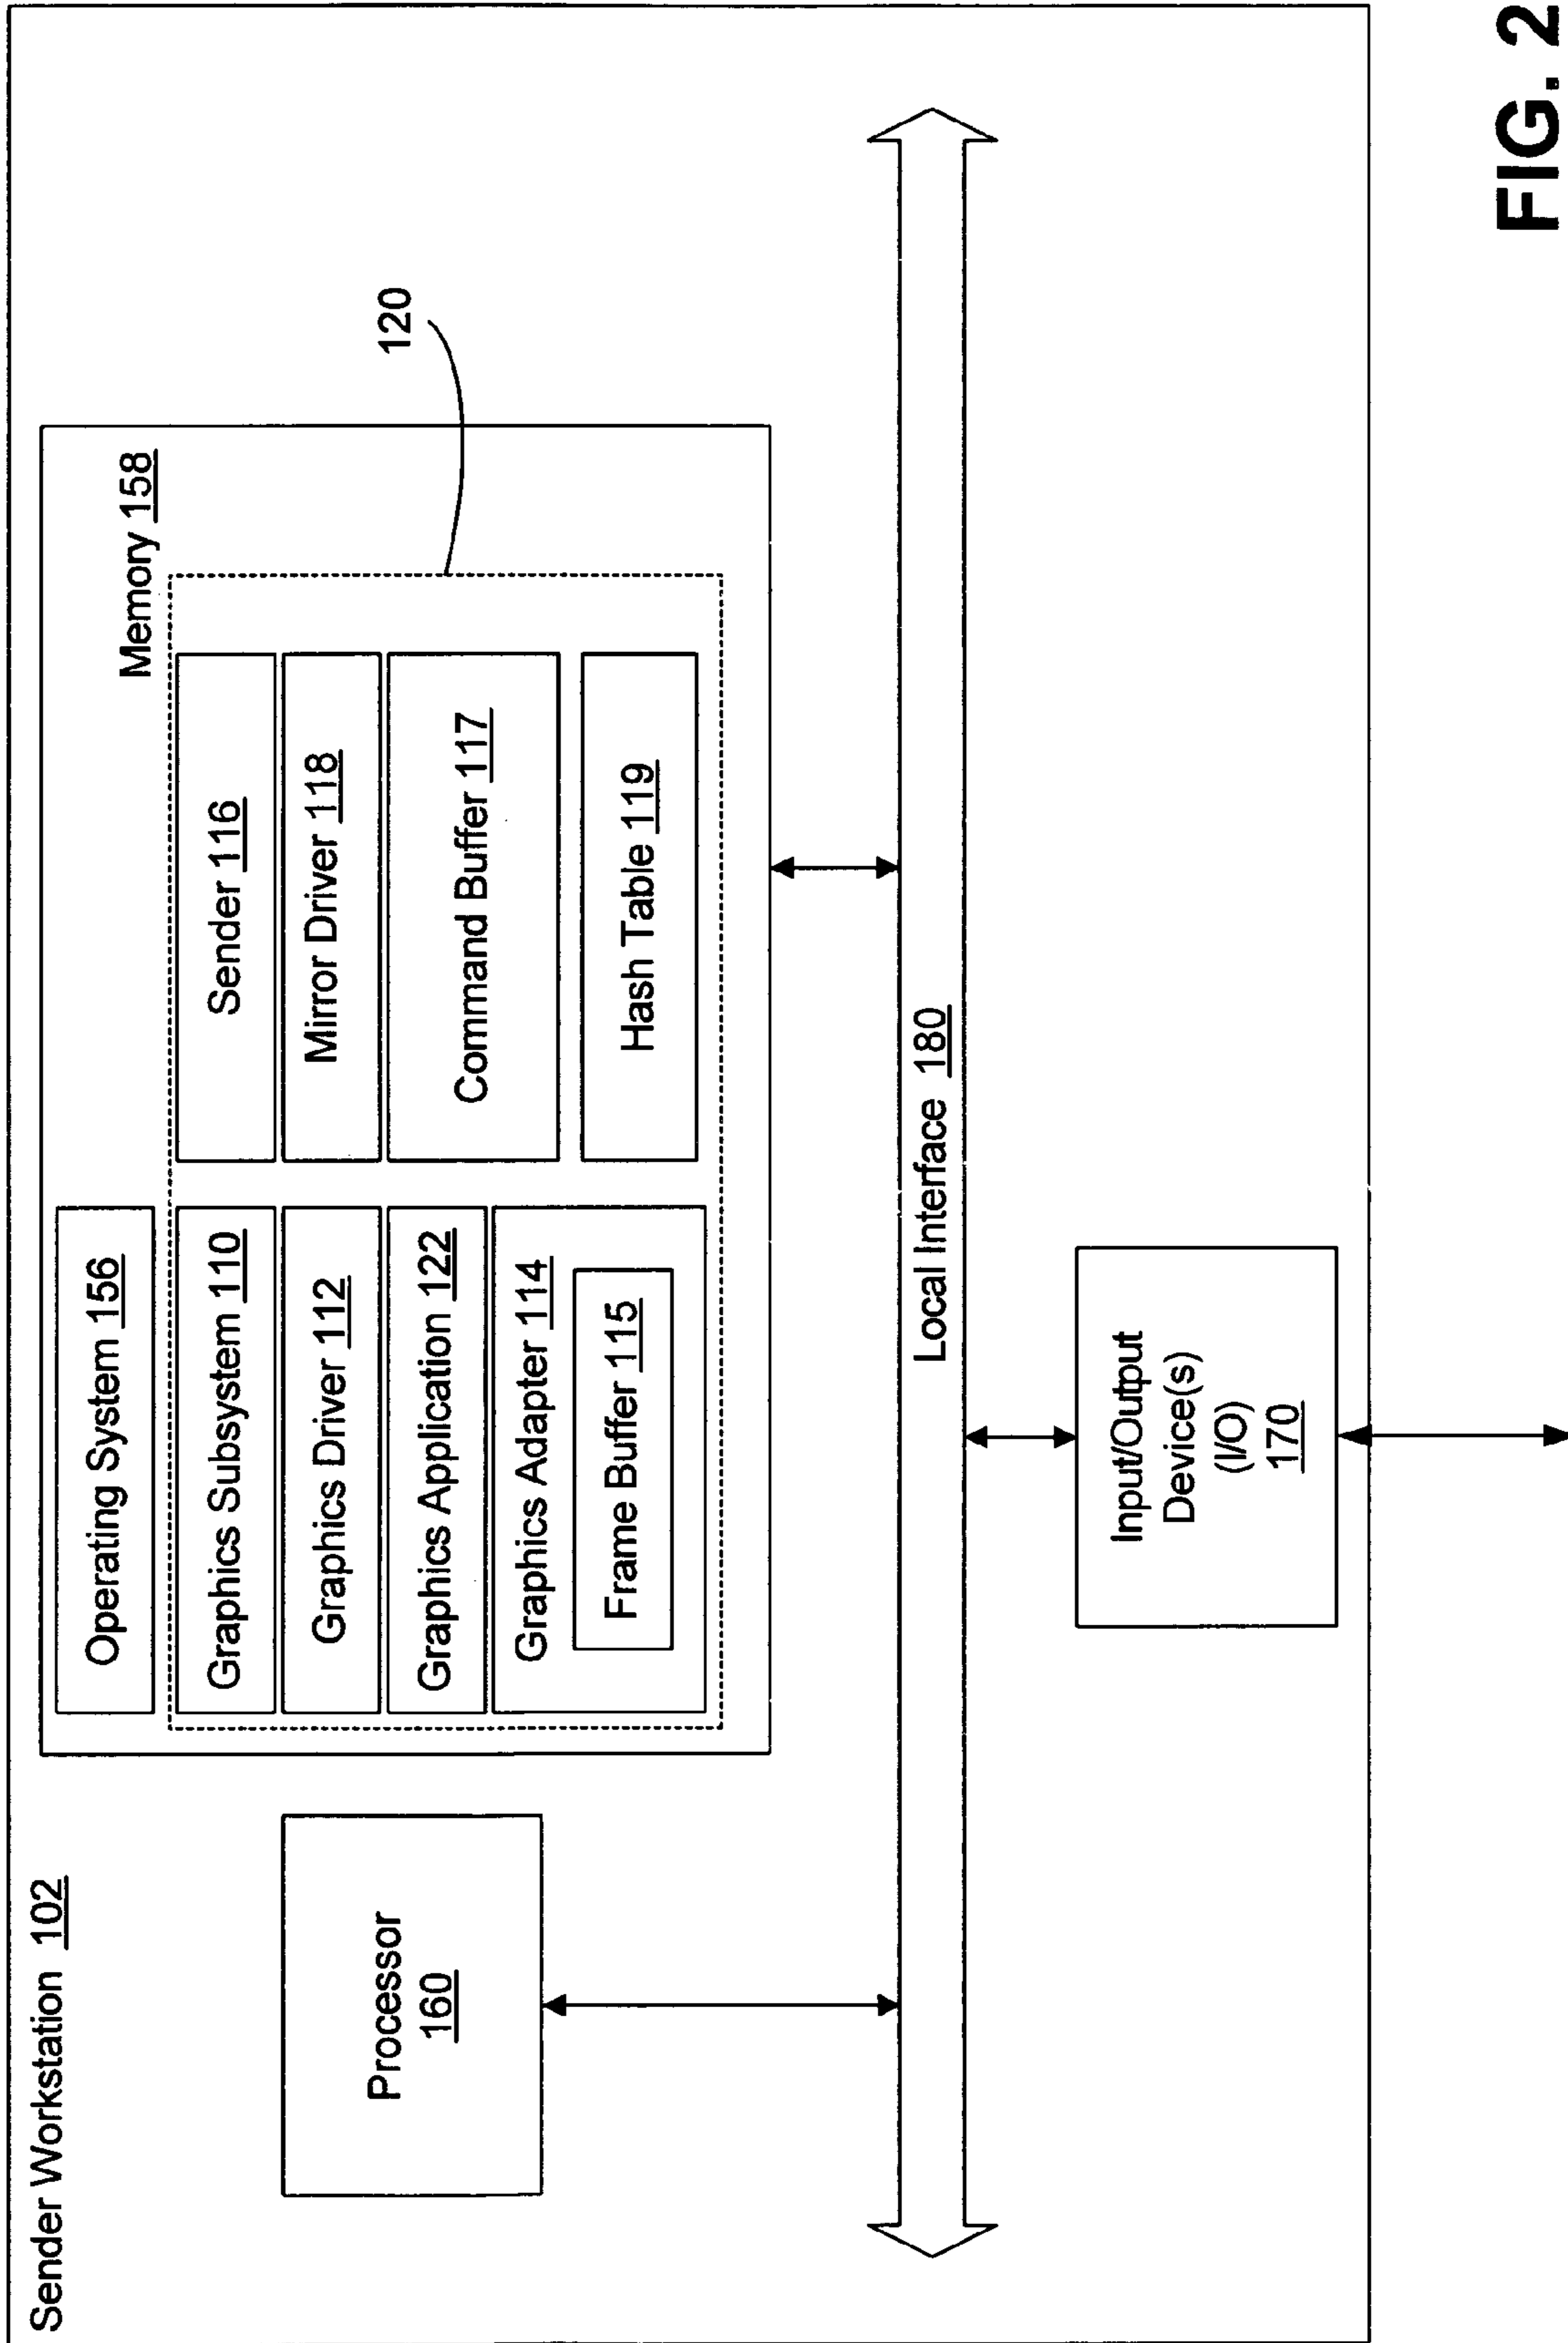 Sender Workstation 102
Processor
160
Memory 158
Operating System 156
Graphics Subsystem 110
Graphics Driver 112
Graphics Application 122
Graphics Adapter 114
Frame Buffer 115
Sender 116
Mirror Driver 118
Command Buffer 117
Hash Table 119
120
Local Interface 180
Input/Output
Device(s)
(I/O)
170
FIG. 2